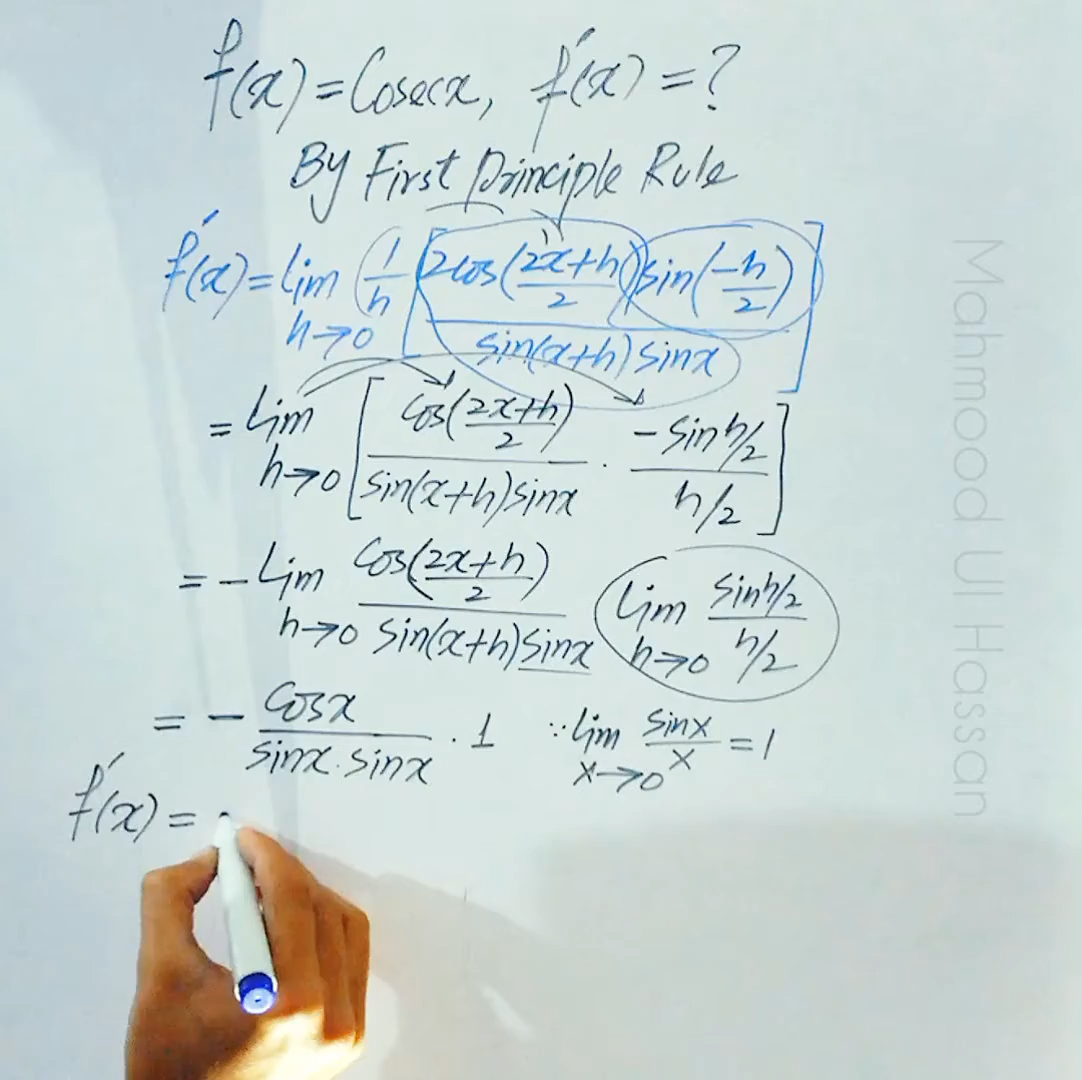 f(x) = Cosecx, f'(x) = ?
By First Principle Rule
f'(x) = lim h→0 (1/h) [2cos((2x+h)/2) sin(-h/2) / sin(x+h) sinx]
= Lim h→0 [cos((2x+h)/2) / sin(x+h)sinx · -Sin h/2 / h/2]
= - Lim h→0 Cos((2x+h)/2) / Sin(x+h)sinx Lim h→0 Sinh/2 / h/2
= - Cosx / sinx.sinx . 1 ∵ lim x→0 Sinx / x = 1
f'(x) =
Mahmood Ul Hassan